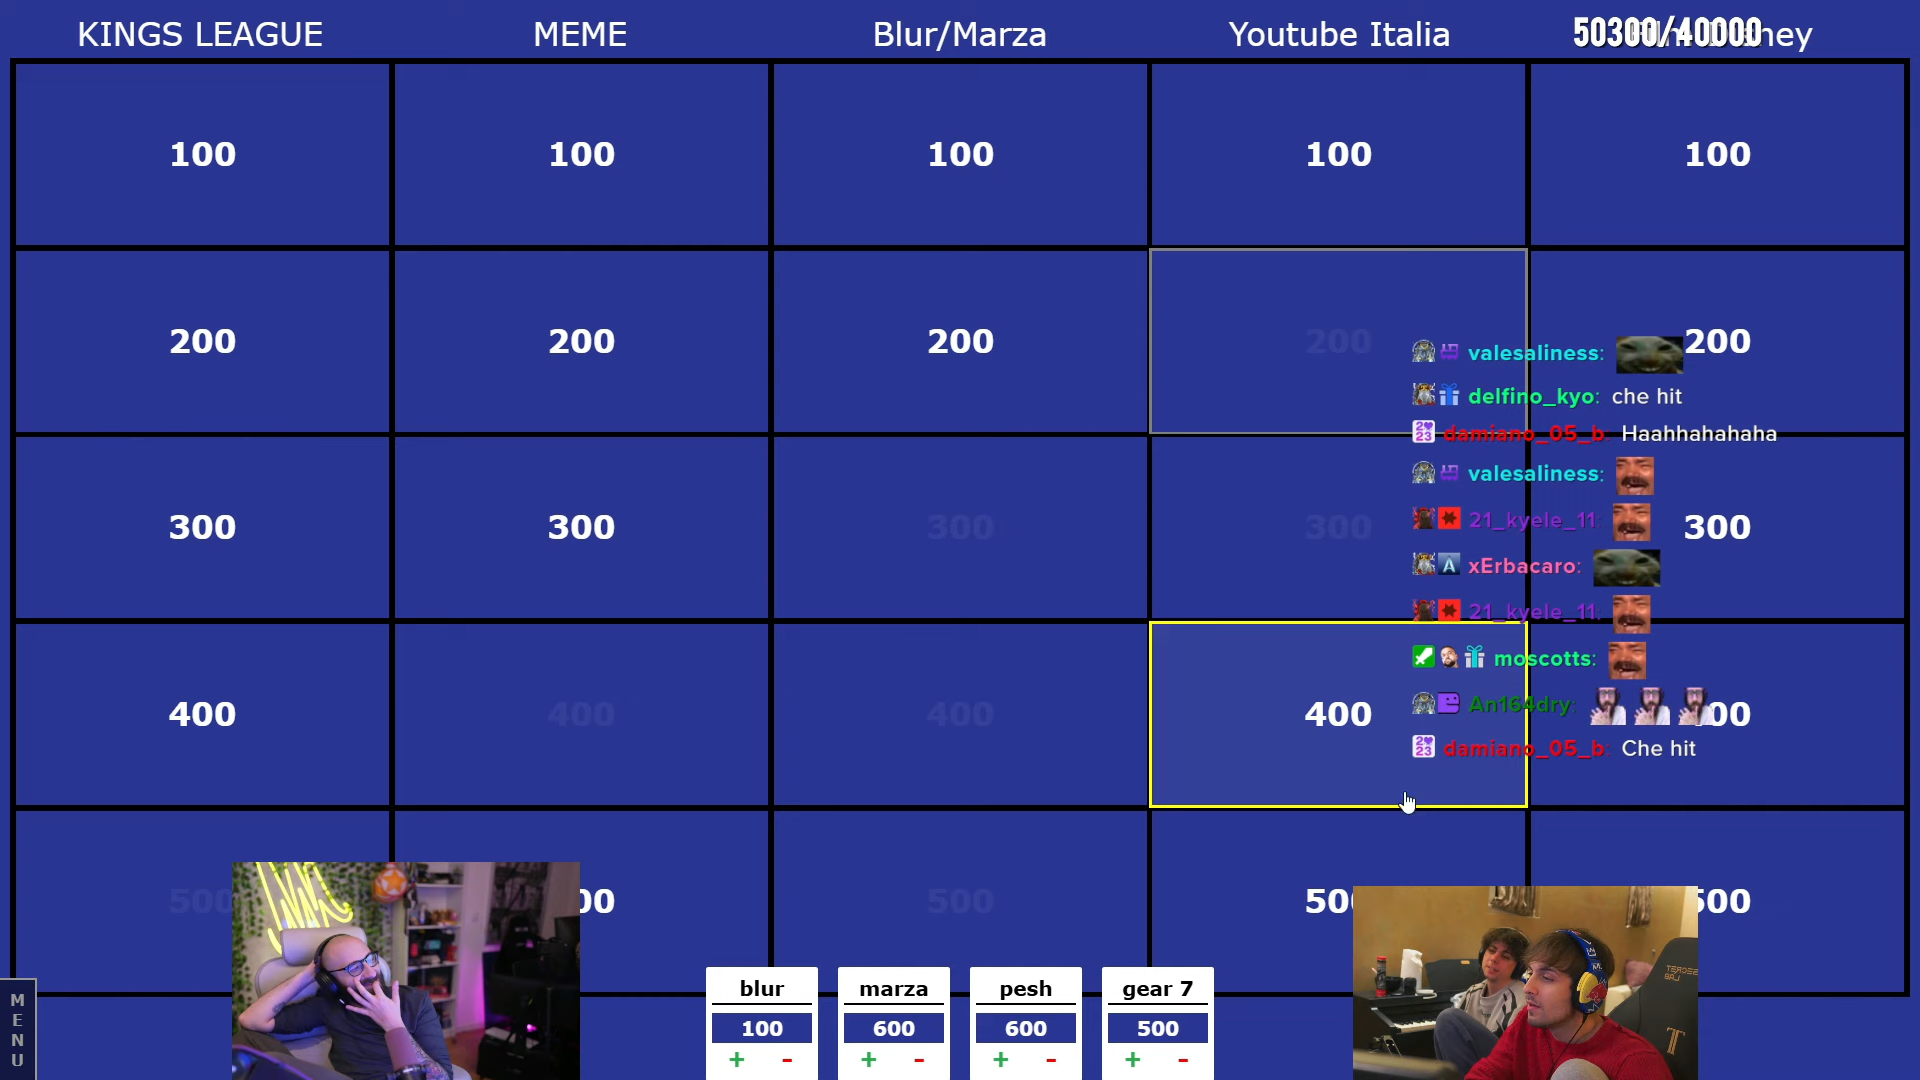 KINGS LEAGUE MEME Blur/Marza Youtube Italia 50300/40000
100 100 100 100 100
200 200 200 200 200
valesaliness:
delfino_kyo: che hit
damiano_05_b: Haahhahahaha
valesaliness:
300 300 300 300 300
21_kyele_11:
xErbacaro:
21_kyele_11:
moscotts:
400 400 400 400
An164dry:
damiano_05_b: Che hit
500 500
blur marza pesh gear 7
100 600 600 500
+ - + - + - + -
MENU